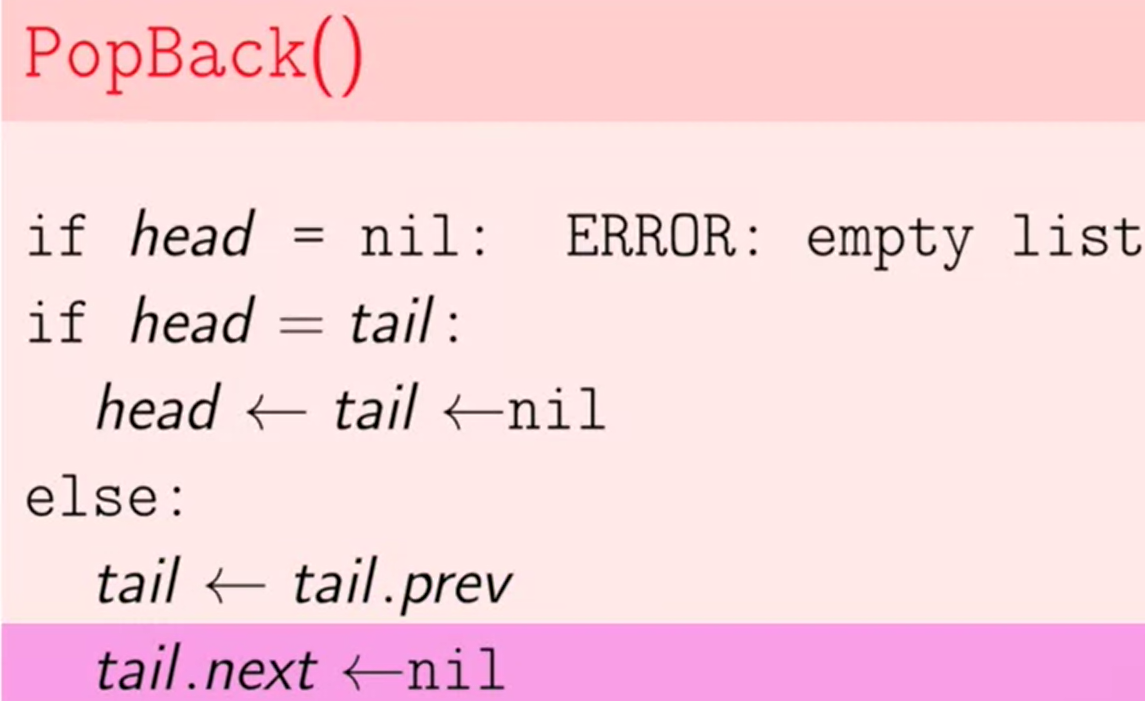 PopBack()
if head = nil: ERROR: empty list
if head = tail:
head ← tail ←nil
else:
tail ← tail.prev
tail.next ←nil